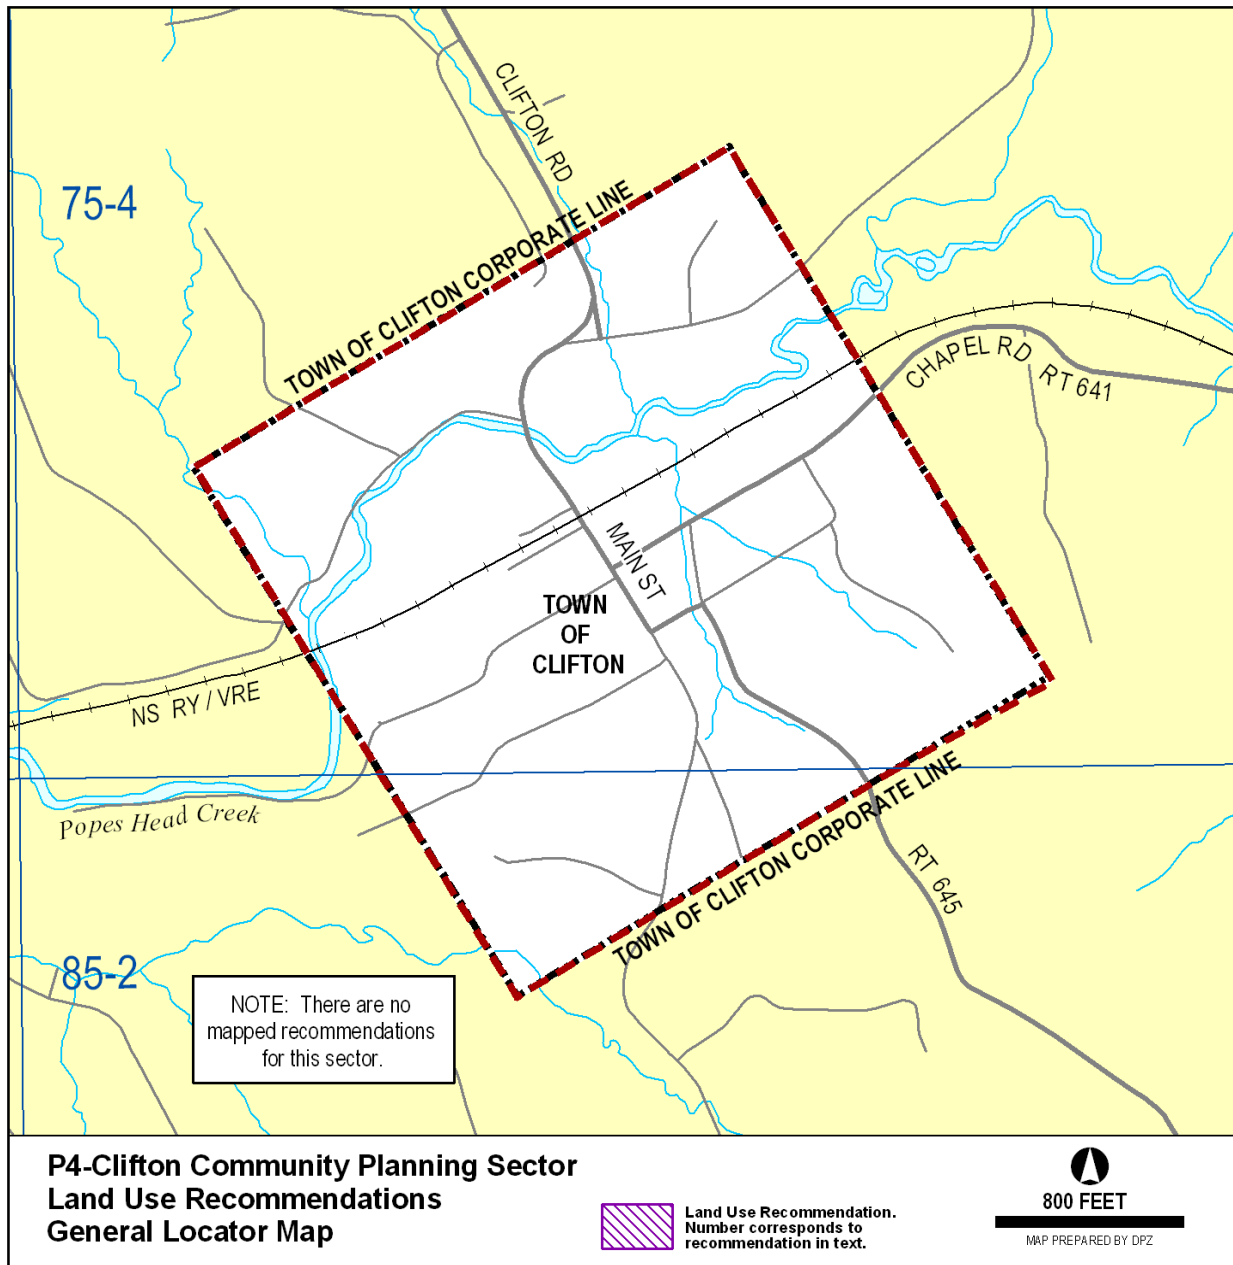 CLIFTON RD
75-4
TOWN OF CLIFTON CORPORATE LINE
CHAPEL RD
RT 641
MAIN ST
TOWN
OF
CLIFTON
NS RY / VRE
Popes Head Creek
TOWN OF CLIFTON CORPORATE LINE
RT 645
85-2
NOTE: There are no
mapped recommendations
for this sector.
P4-Clifton Community Planning Sector
Land Use Recommendations
General Locator Map
Land Use Recommendation.
Number corresponds to
recommendation in text.
800 FEET
MAP PREPARED BY DPZ